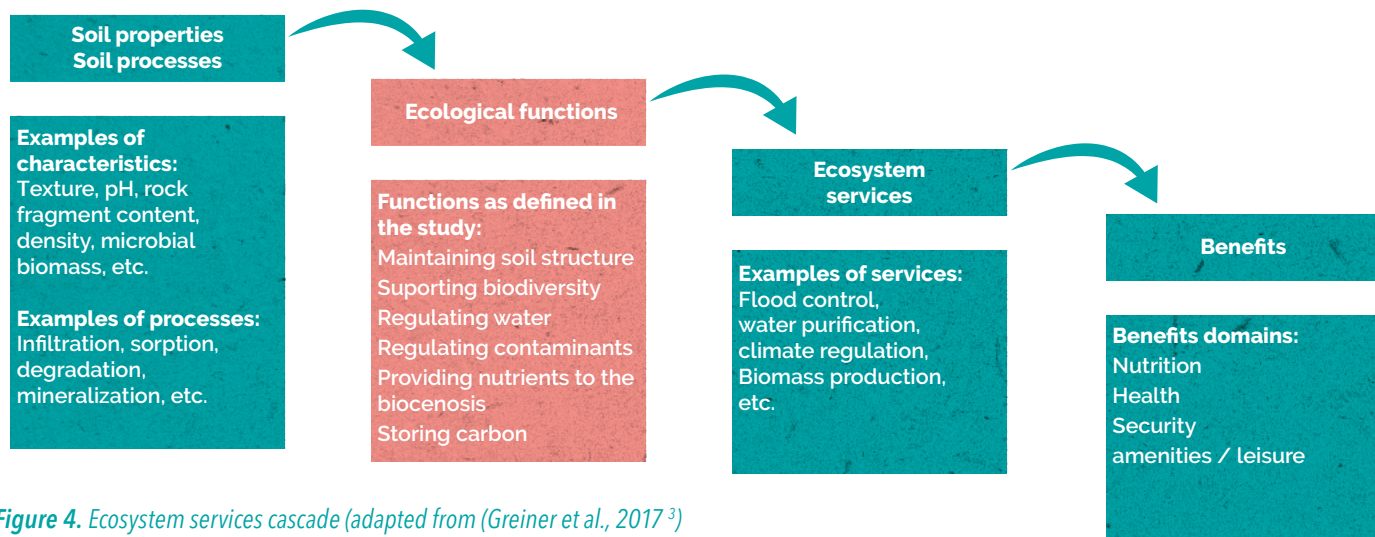 Soil properties
Soil processes
Examples of
characteristics:
Texture, pH, rock
fragment content,
density, microbial
biomass, etc.
Examples of processes:
Infiltration, sorption,
degradation,
mineralization, etc.
Ecological functions
Functions as defined in
the study:
Maintaining soil structure
Suporting biodiversity
Regulating water
Regulating contaminants
Providing nutrients to the
biocenosis
Storing carbon
Ecosystem
services
Examples of services:
Flood control,
water purification,
climate regulation,
Biomass production,
etc.
Benefits
Benefits domains:
Nutrition
Health
Security
amenities / leisure
Figure 4. Ecosystem services cascade (adapted from (Greiner et al., 2017 ³)